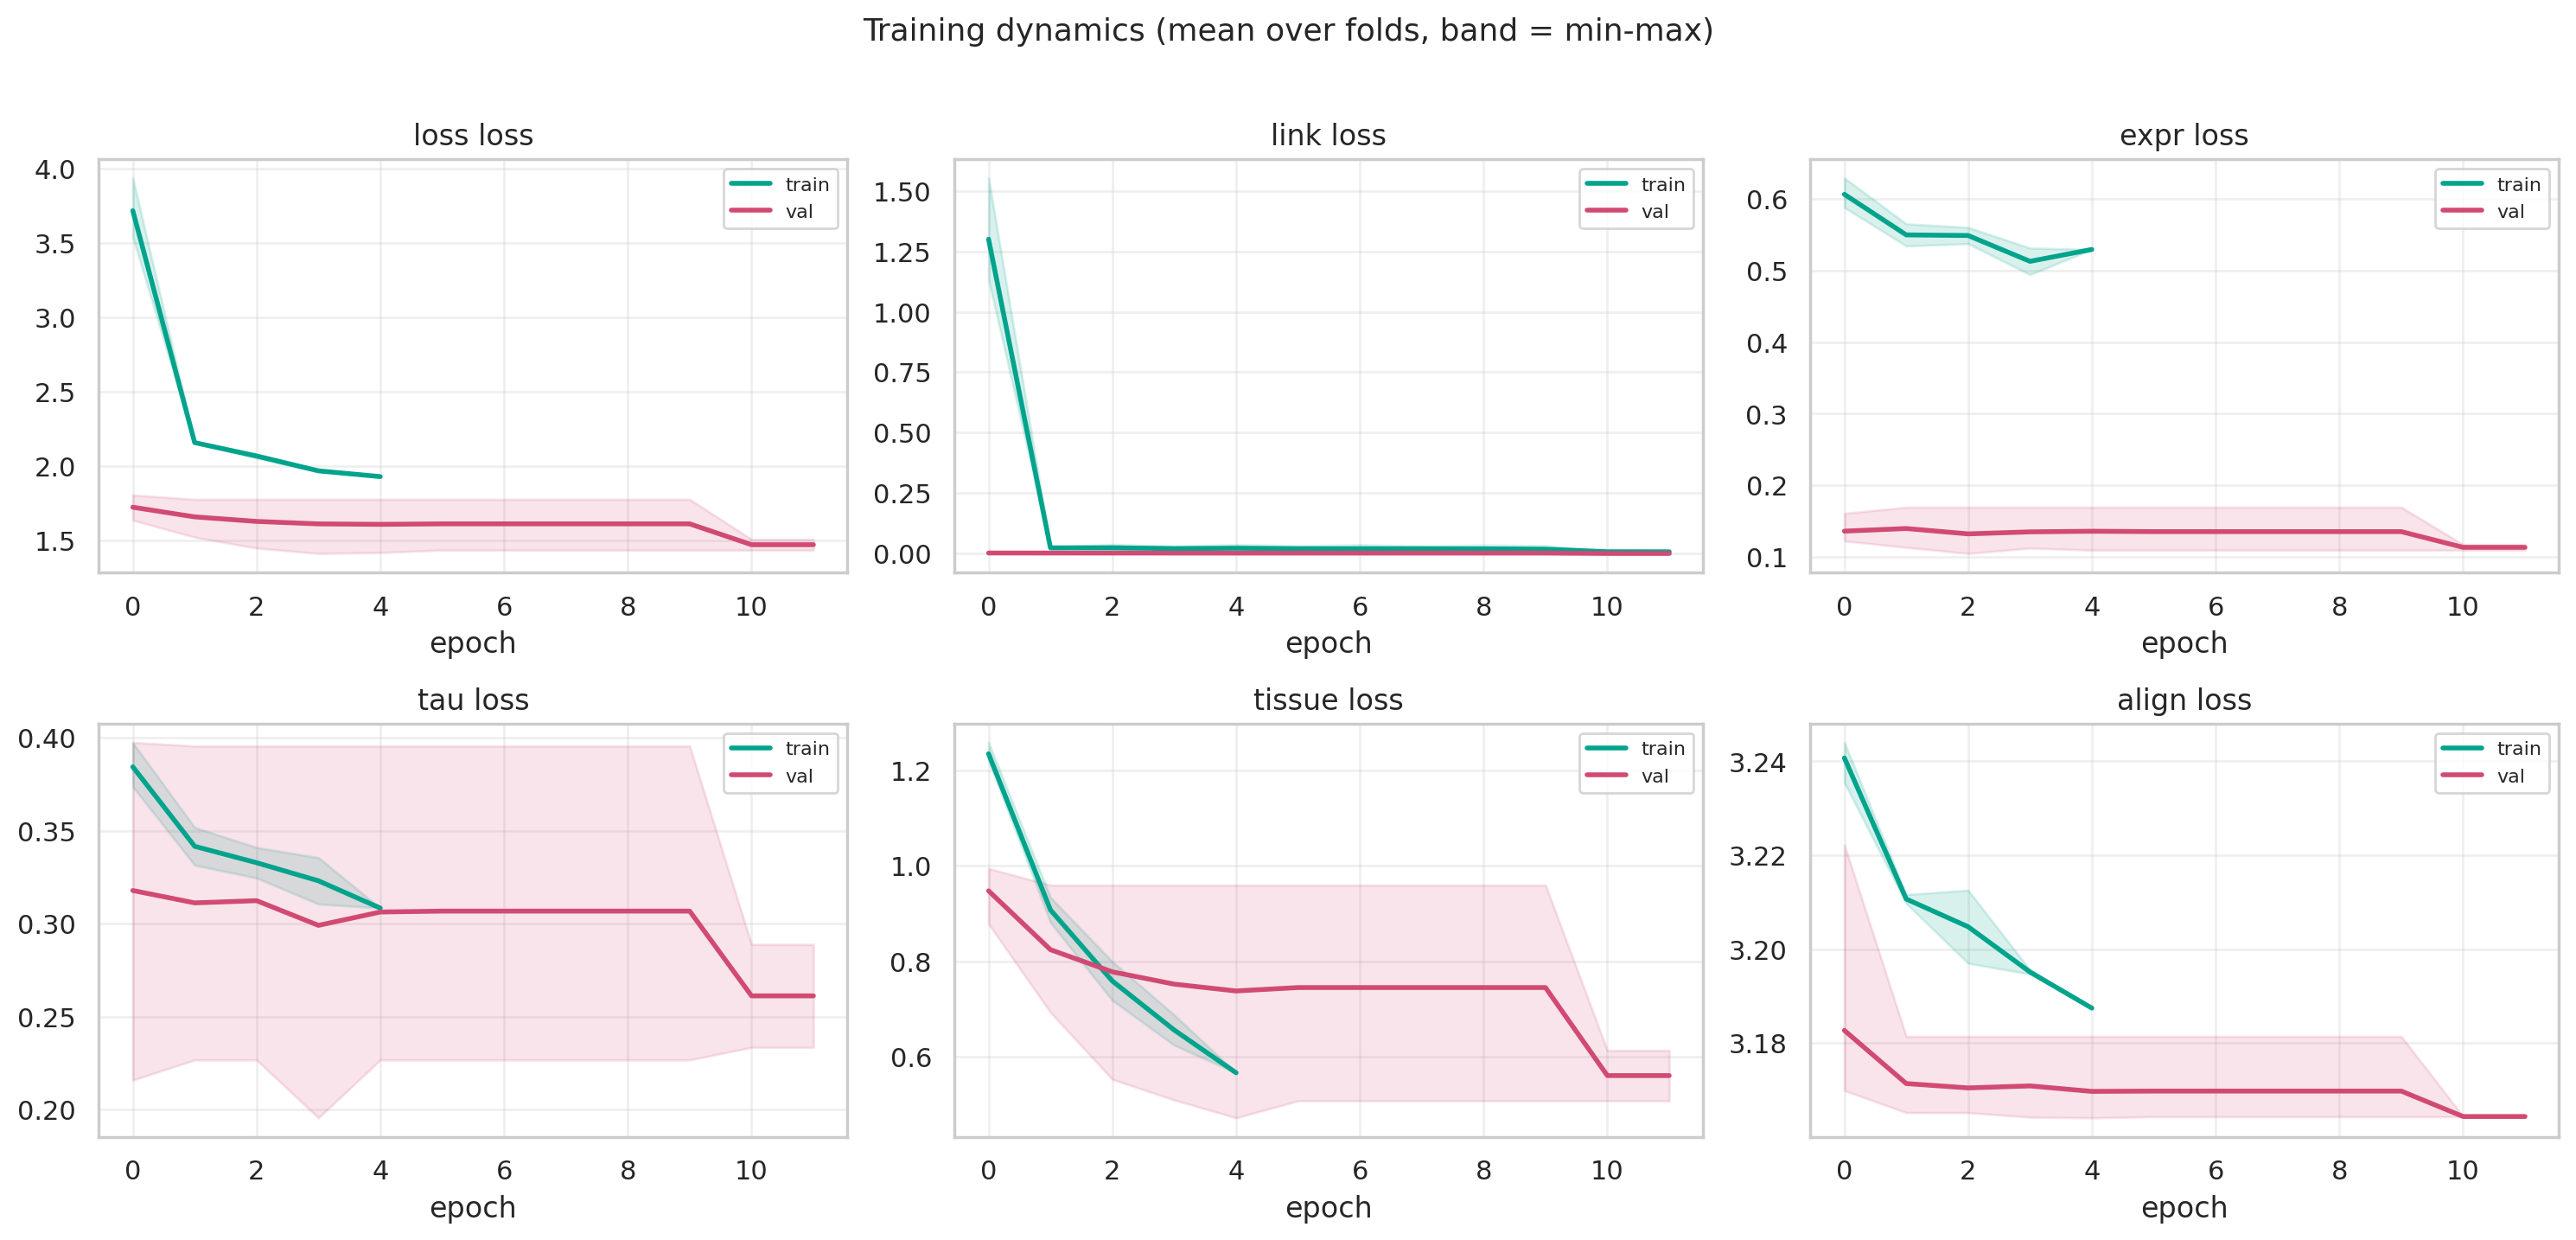 Training dynamics (mean over folds, band = min-max)
loss loss
4.0
3.5
3.0
2.5
2.0
1.5
0 2 4 6 8 10
epoch
train
val
link loss
1.50
1.25
1.00
0.75
0.50
0.25
0.00
0 2 4 6 8 10
epoch
train
val
expr loss
0.6
0.5
0.4
0.3
0.2
0.1
0 2 4 6 8 10
epoch
train
val
tau loss
0.40
0.35
0.30
0.25
0.20
0 2 4 6 8 10
epoch
train
val
tissue loss
1.2
1.0
0.8
0.6
0 2 4 6 8 10
epoch
train
val
align loss
3.24
3.22
3.20
3.18
0 2 4 6 8 10
epoch
train
val